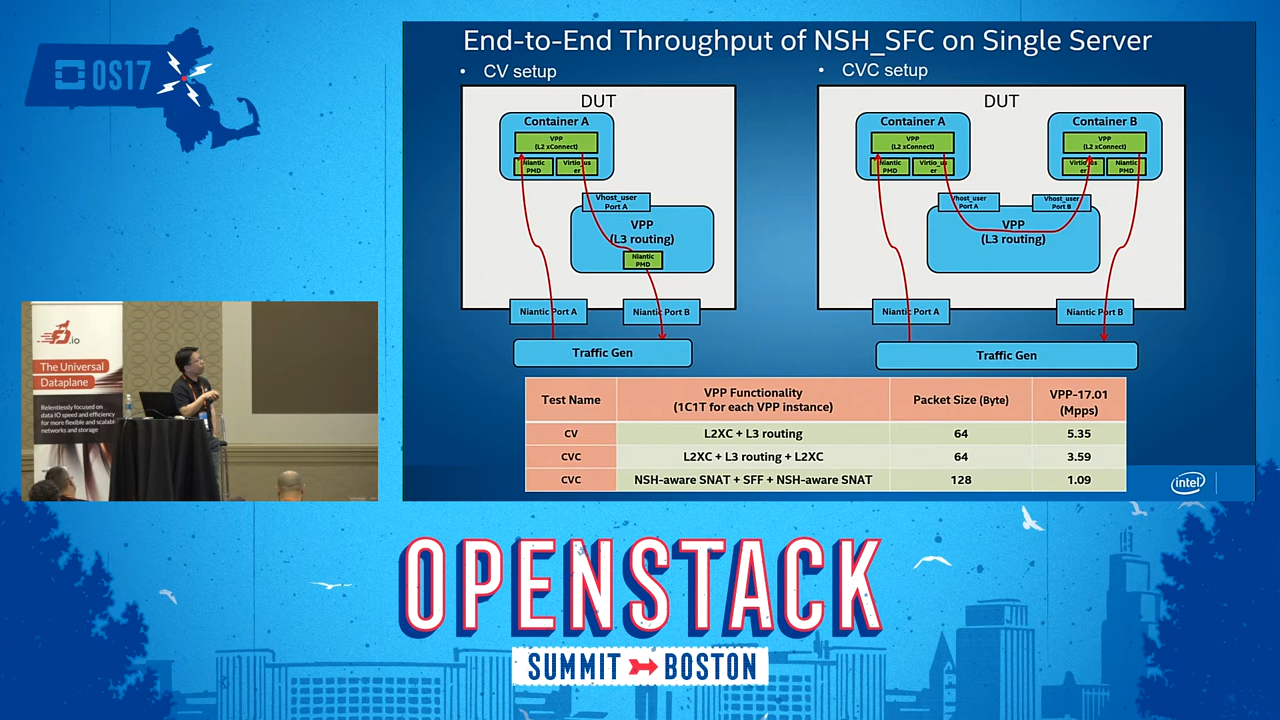 OS17
End-to-End Throughput of NSH_SFC on Single Server
• CV setup
DUT
Container A
VPP
(L2 xConnect)
Niantic
PMD
Virtio_us
er
Vhost_user
Port A
VPP
(L3 routing)
Niantic
PMD
Niantic Port A
Niantic Port B
Traffic Gen
• CVC setup
DUT
Container A
VPP
(L2 xConnect)
Niantic
PMD
Virtio_us
er
Container B
VPP
(L2 xConnect)
Virtio_us
er
Niantic
PMD
Vhost_user
Port A
Vhost_user
Port B
VPP
(L3 routing)
Niantic Port A
Niantic Port B
Traffic Gen
Test Name
VPP Functionality
(1C1T for each VPP instance)
Packet Size (Byte)
VPP-17.01
(Mpps)
CV L2XC + L3 routing 64 5.35
CVC L2XC + L3 routing + L2XC 64 3.59
CVC NSH-aware SNAT + SFF + NSH-aware SNAT 128 1.09
intel
.io
The Universal
Dataplane
Relentlessly focused on
data IO speed and efficiency
for more flexible and scalable
networks and storage
OPENSTACK
SUMMIT BOSTON